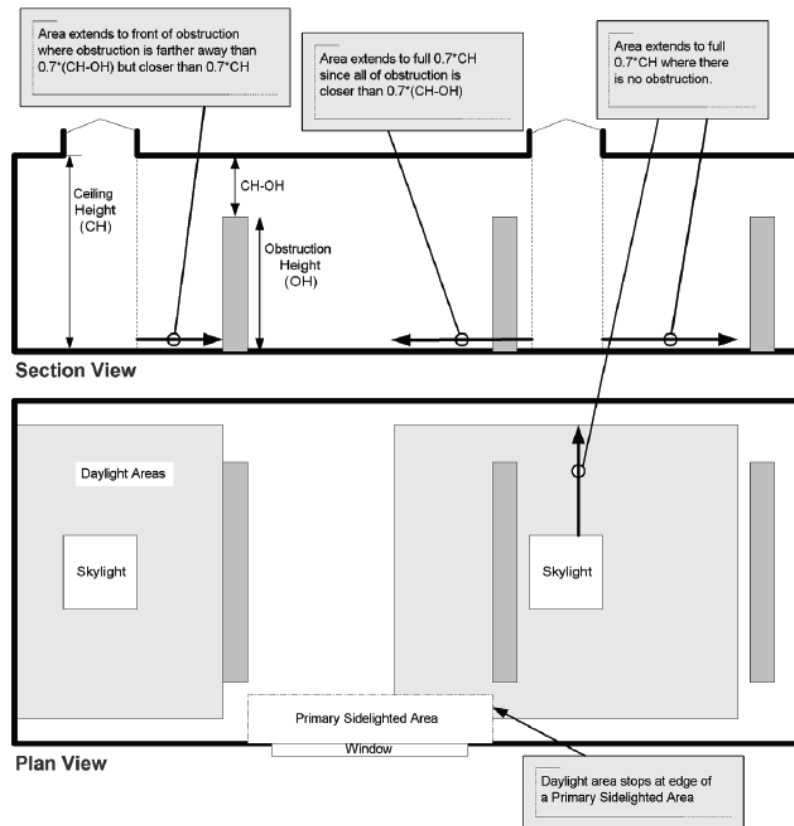 Area extends to front of obstruction
where obstruction is farther away than
0.7*(CH-OH) but closer than 0.7*CH
Area extends to full 0.7*CH
since all of obstruction is
closer than 0.7*(CH-OH)
Area extends to full
0.7*CH where there
is no obstruction.
Ceiling
Height
(CH)
CH-OH
Obstruction
Height
(OH)
Section View
Daylight Areas
Skylight
Skylight
Primary Sidelighted Area
Window
Plan View
Daylight area stops at edge of
a Primary Sidelighted Area